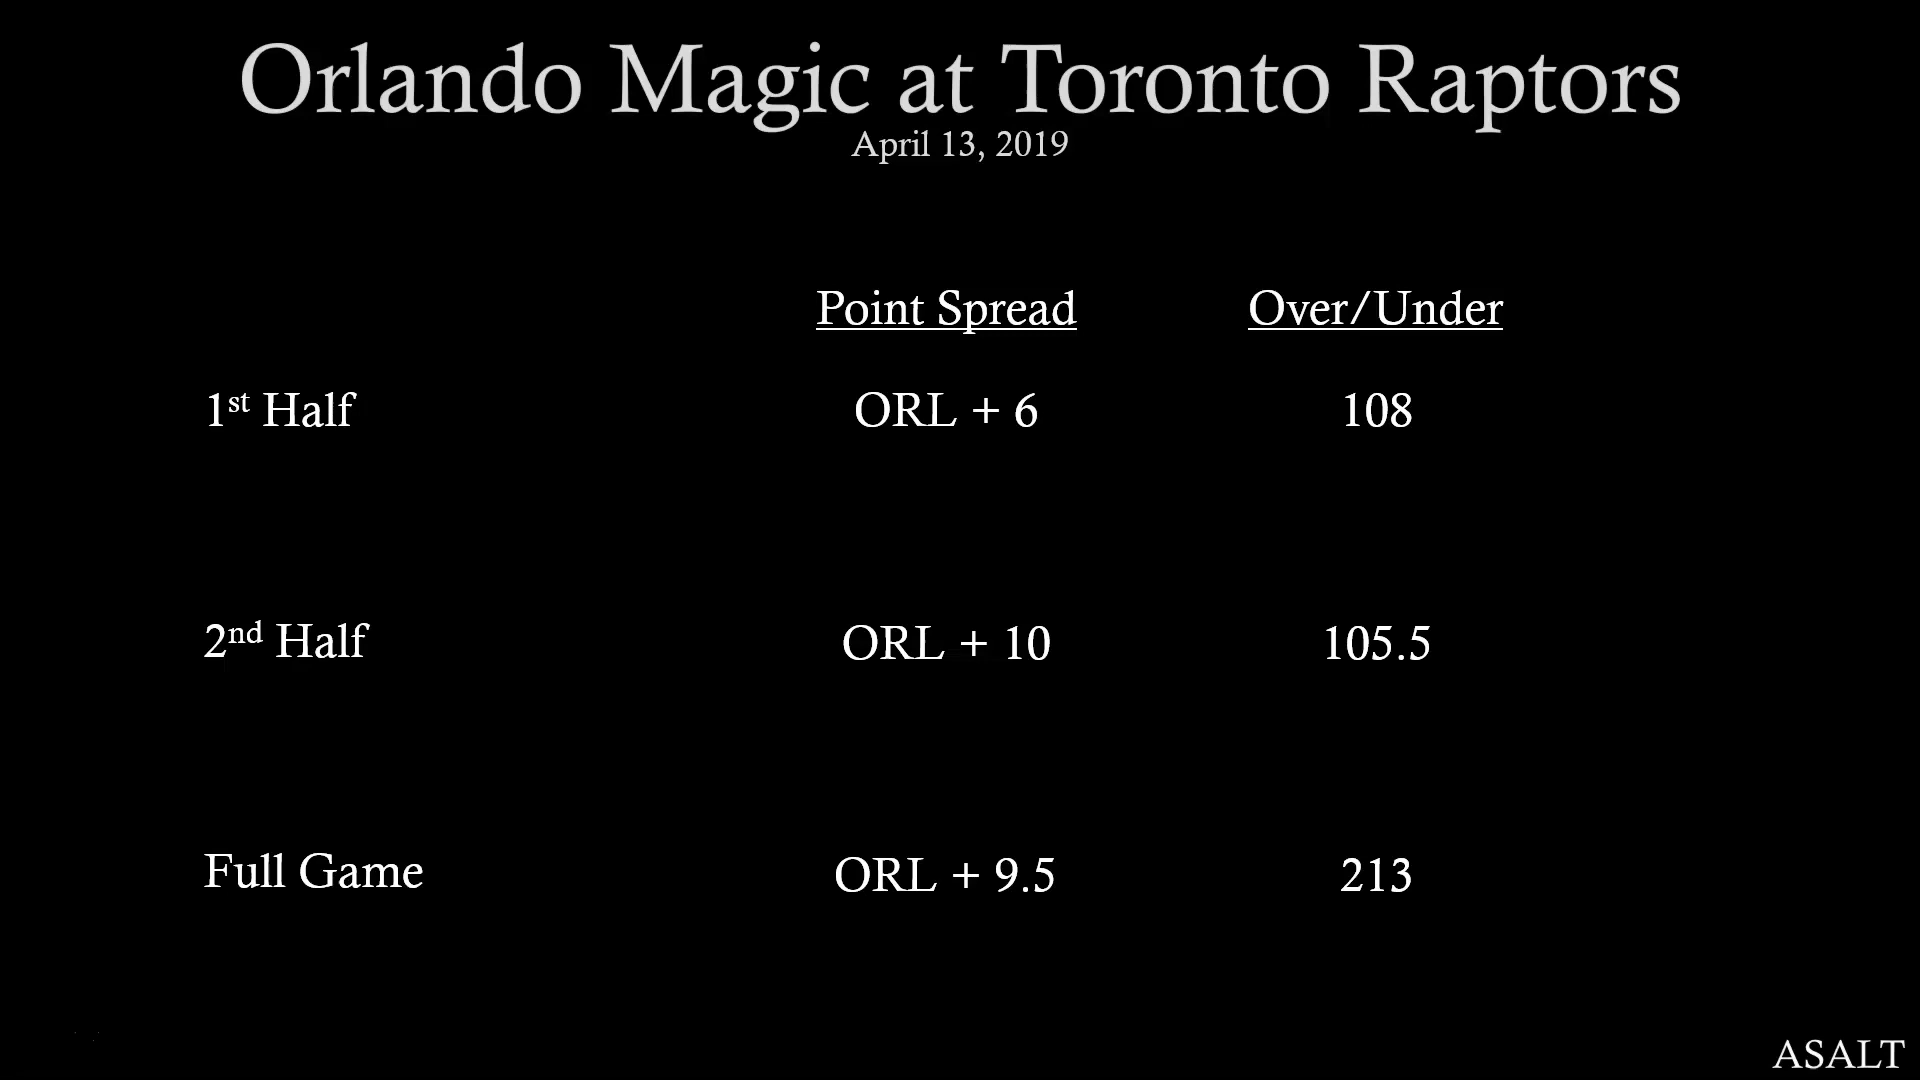 Orlando Magic at Toronto Raptors
April 13, 2019
Point Spread Over/Under
1st Half ORL + 6 108
2nd Half ORL + 10 105.5
Full Game ORL + 9.5 213
ASALT